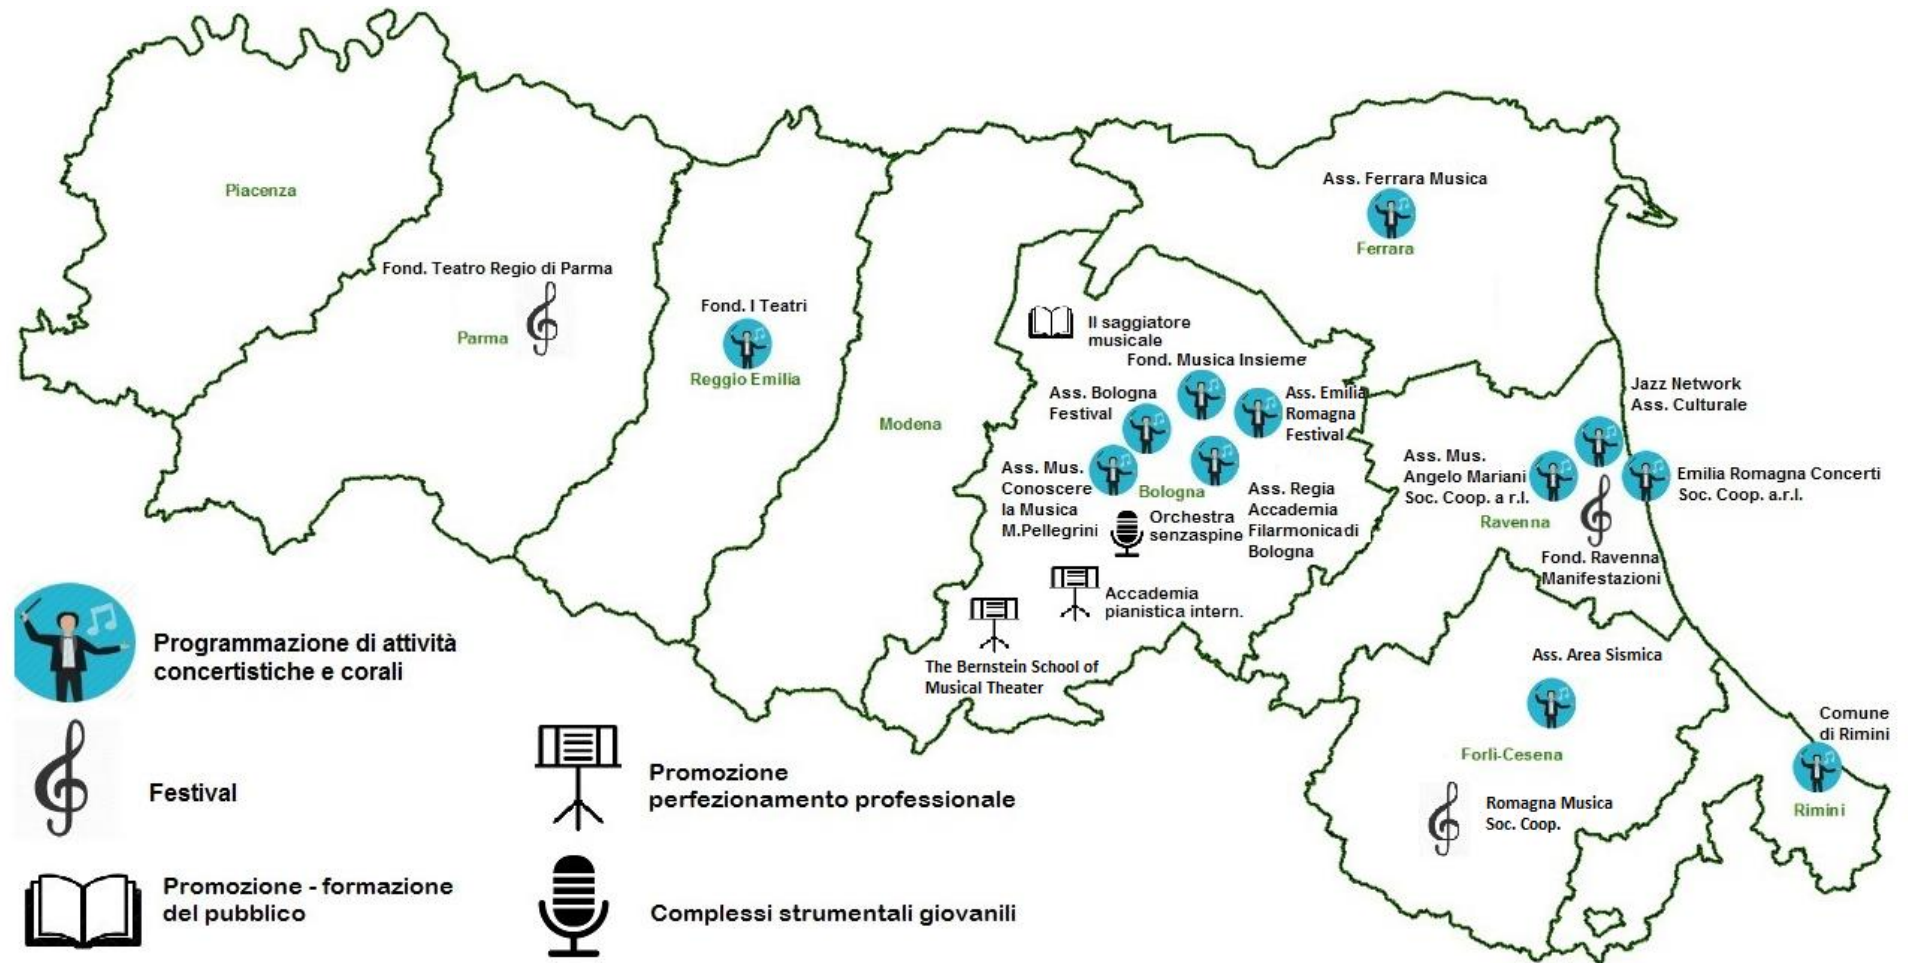 Piacenza
Fond. Teatro Regio di Parma
Parma
Fond. I Teatri
Reggio Emilia
Modena
Ass. Ferrara Musica
Ferrara
Il saggiatore
musicale
Fond. Musica Insieme
Ass. Bologna
Festival
Ass. Emilia
Romagna
Festival
Ass. Mus.
Conoscere
la Musica
M.Pellegrini
Bologna
Orchestra
senzaspine
Ass. Regia
Accademia
Filarmonicadi
Bologna
Accademia
pianistica intern.
The Bernstein School of
Musical Theater
Jazz Network
Ass. Culturale
Ass. Mus.
Angelo Mariani
Soc. Coop. a r.l.
Emilia Romagna Concerti
Soc. Coop. a.r.l.
Ravenna
Fond. Ravenna
Manifestazioni
Ass. Area Sismica
Forlì-Cesena
Romagna Musica
Soc. Coop.
Comune
di Rimini
Rimini
Programmazione di attività
concertistiche e corali
Festival
Promozione - formazione
del pubblico
Promozione
perfezionamento professionale
Complessi strumentali giovanili